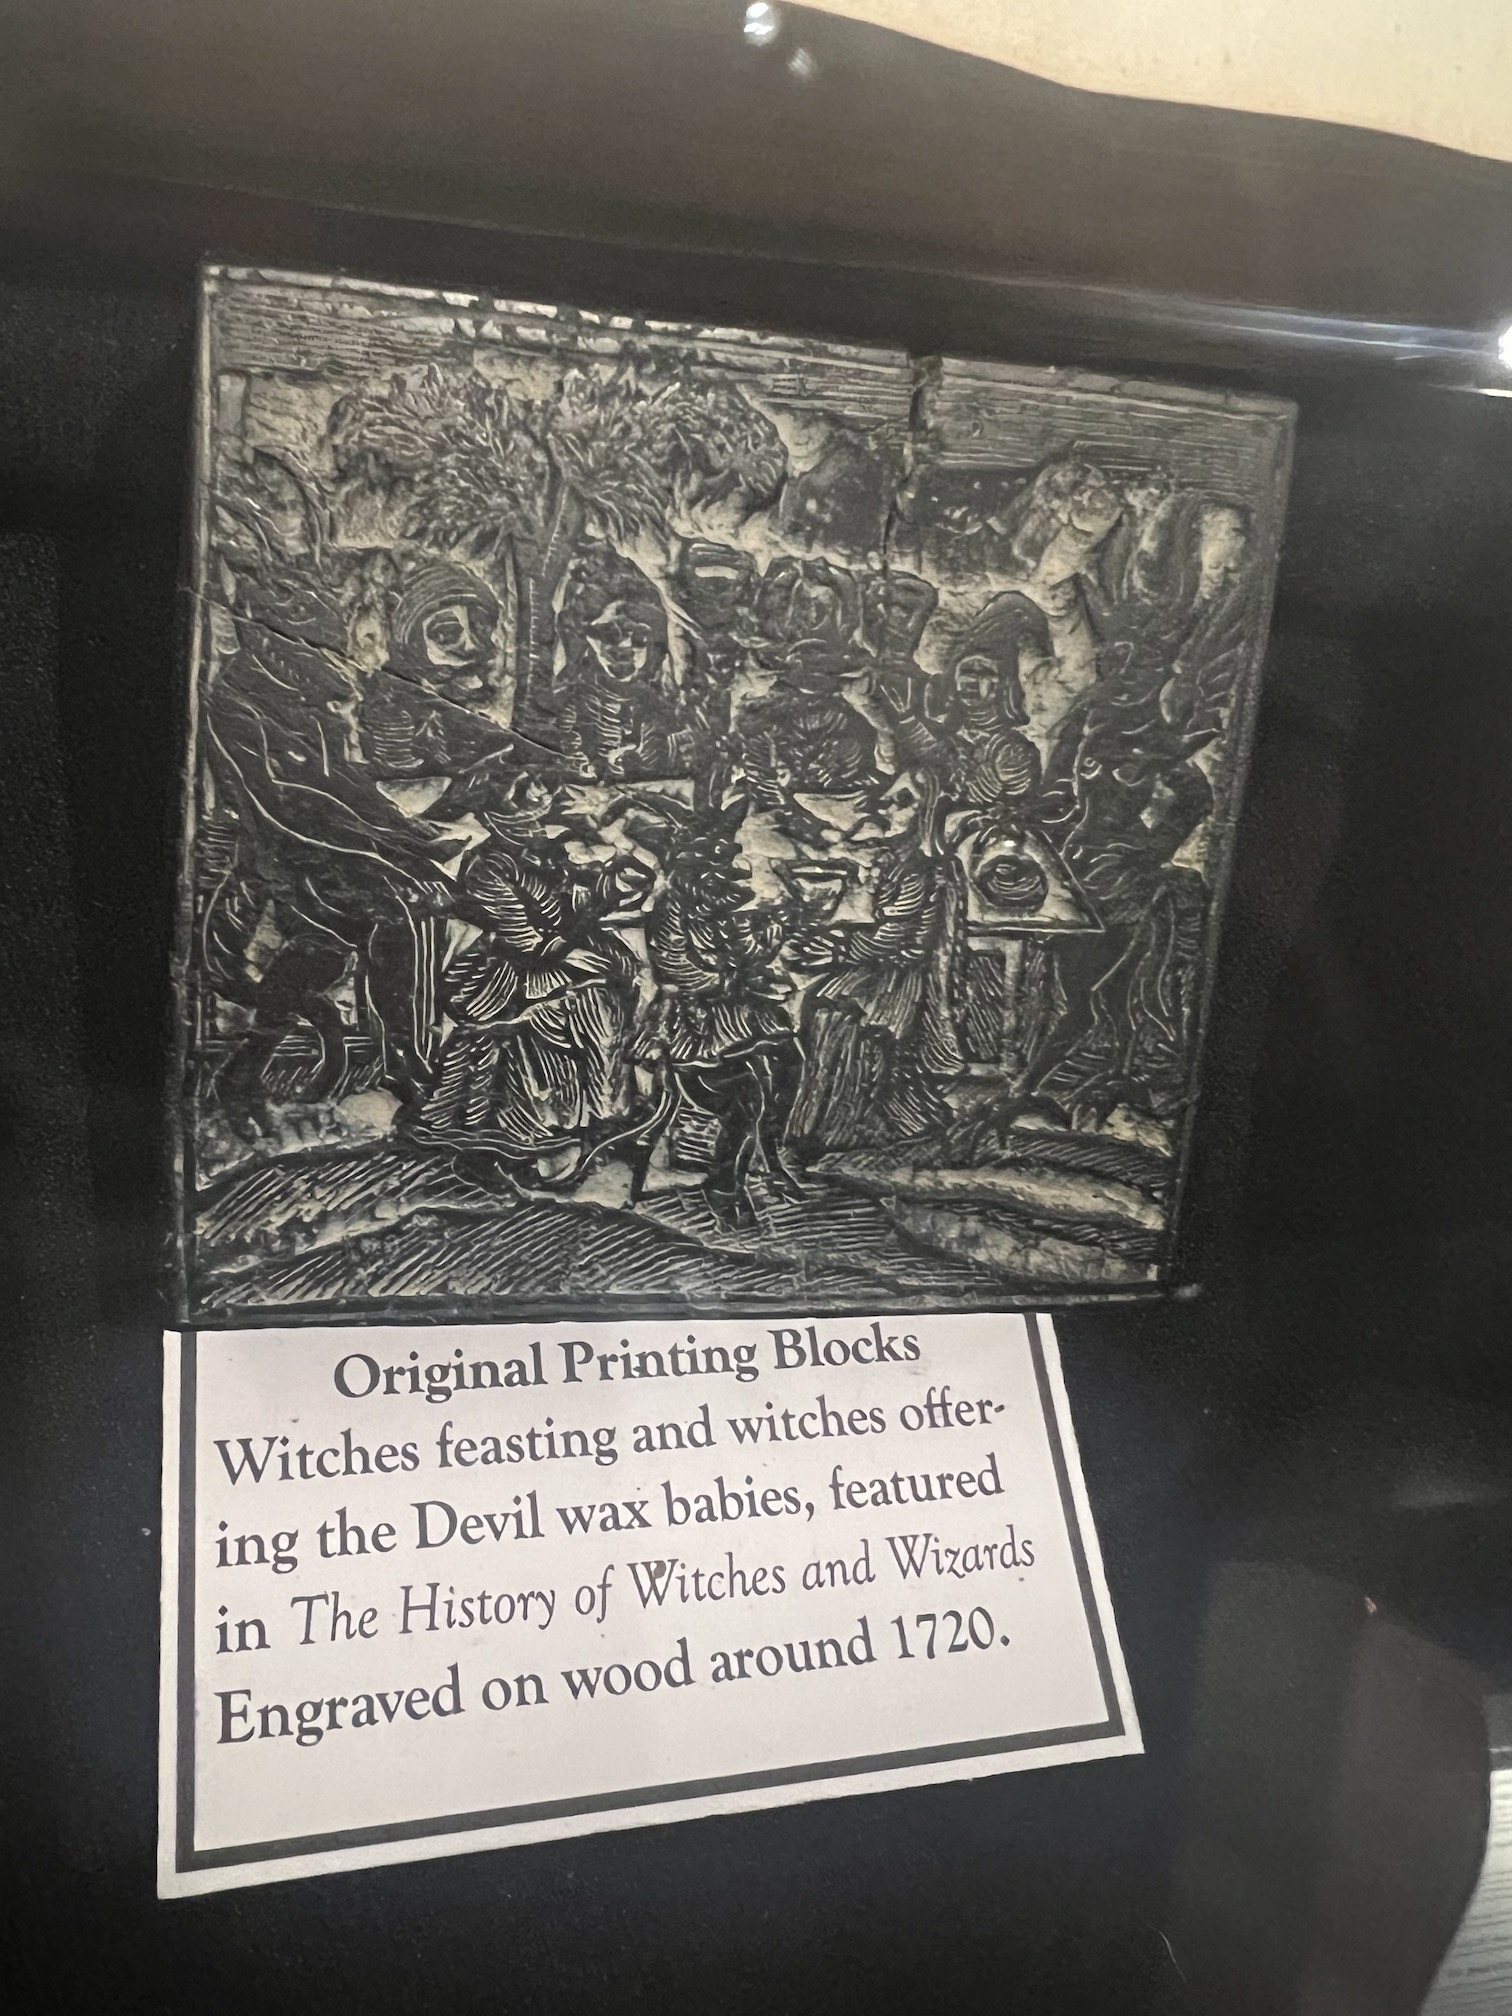 Original Printing Blocks
Witches feasting and witches offer-
ing the Devil wax babies, featured
in The History of Witches and Wizards
Engraved on wood around 1720.